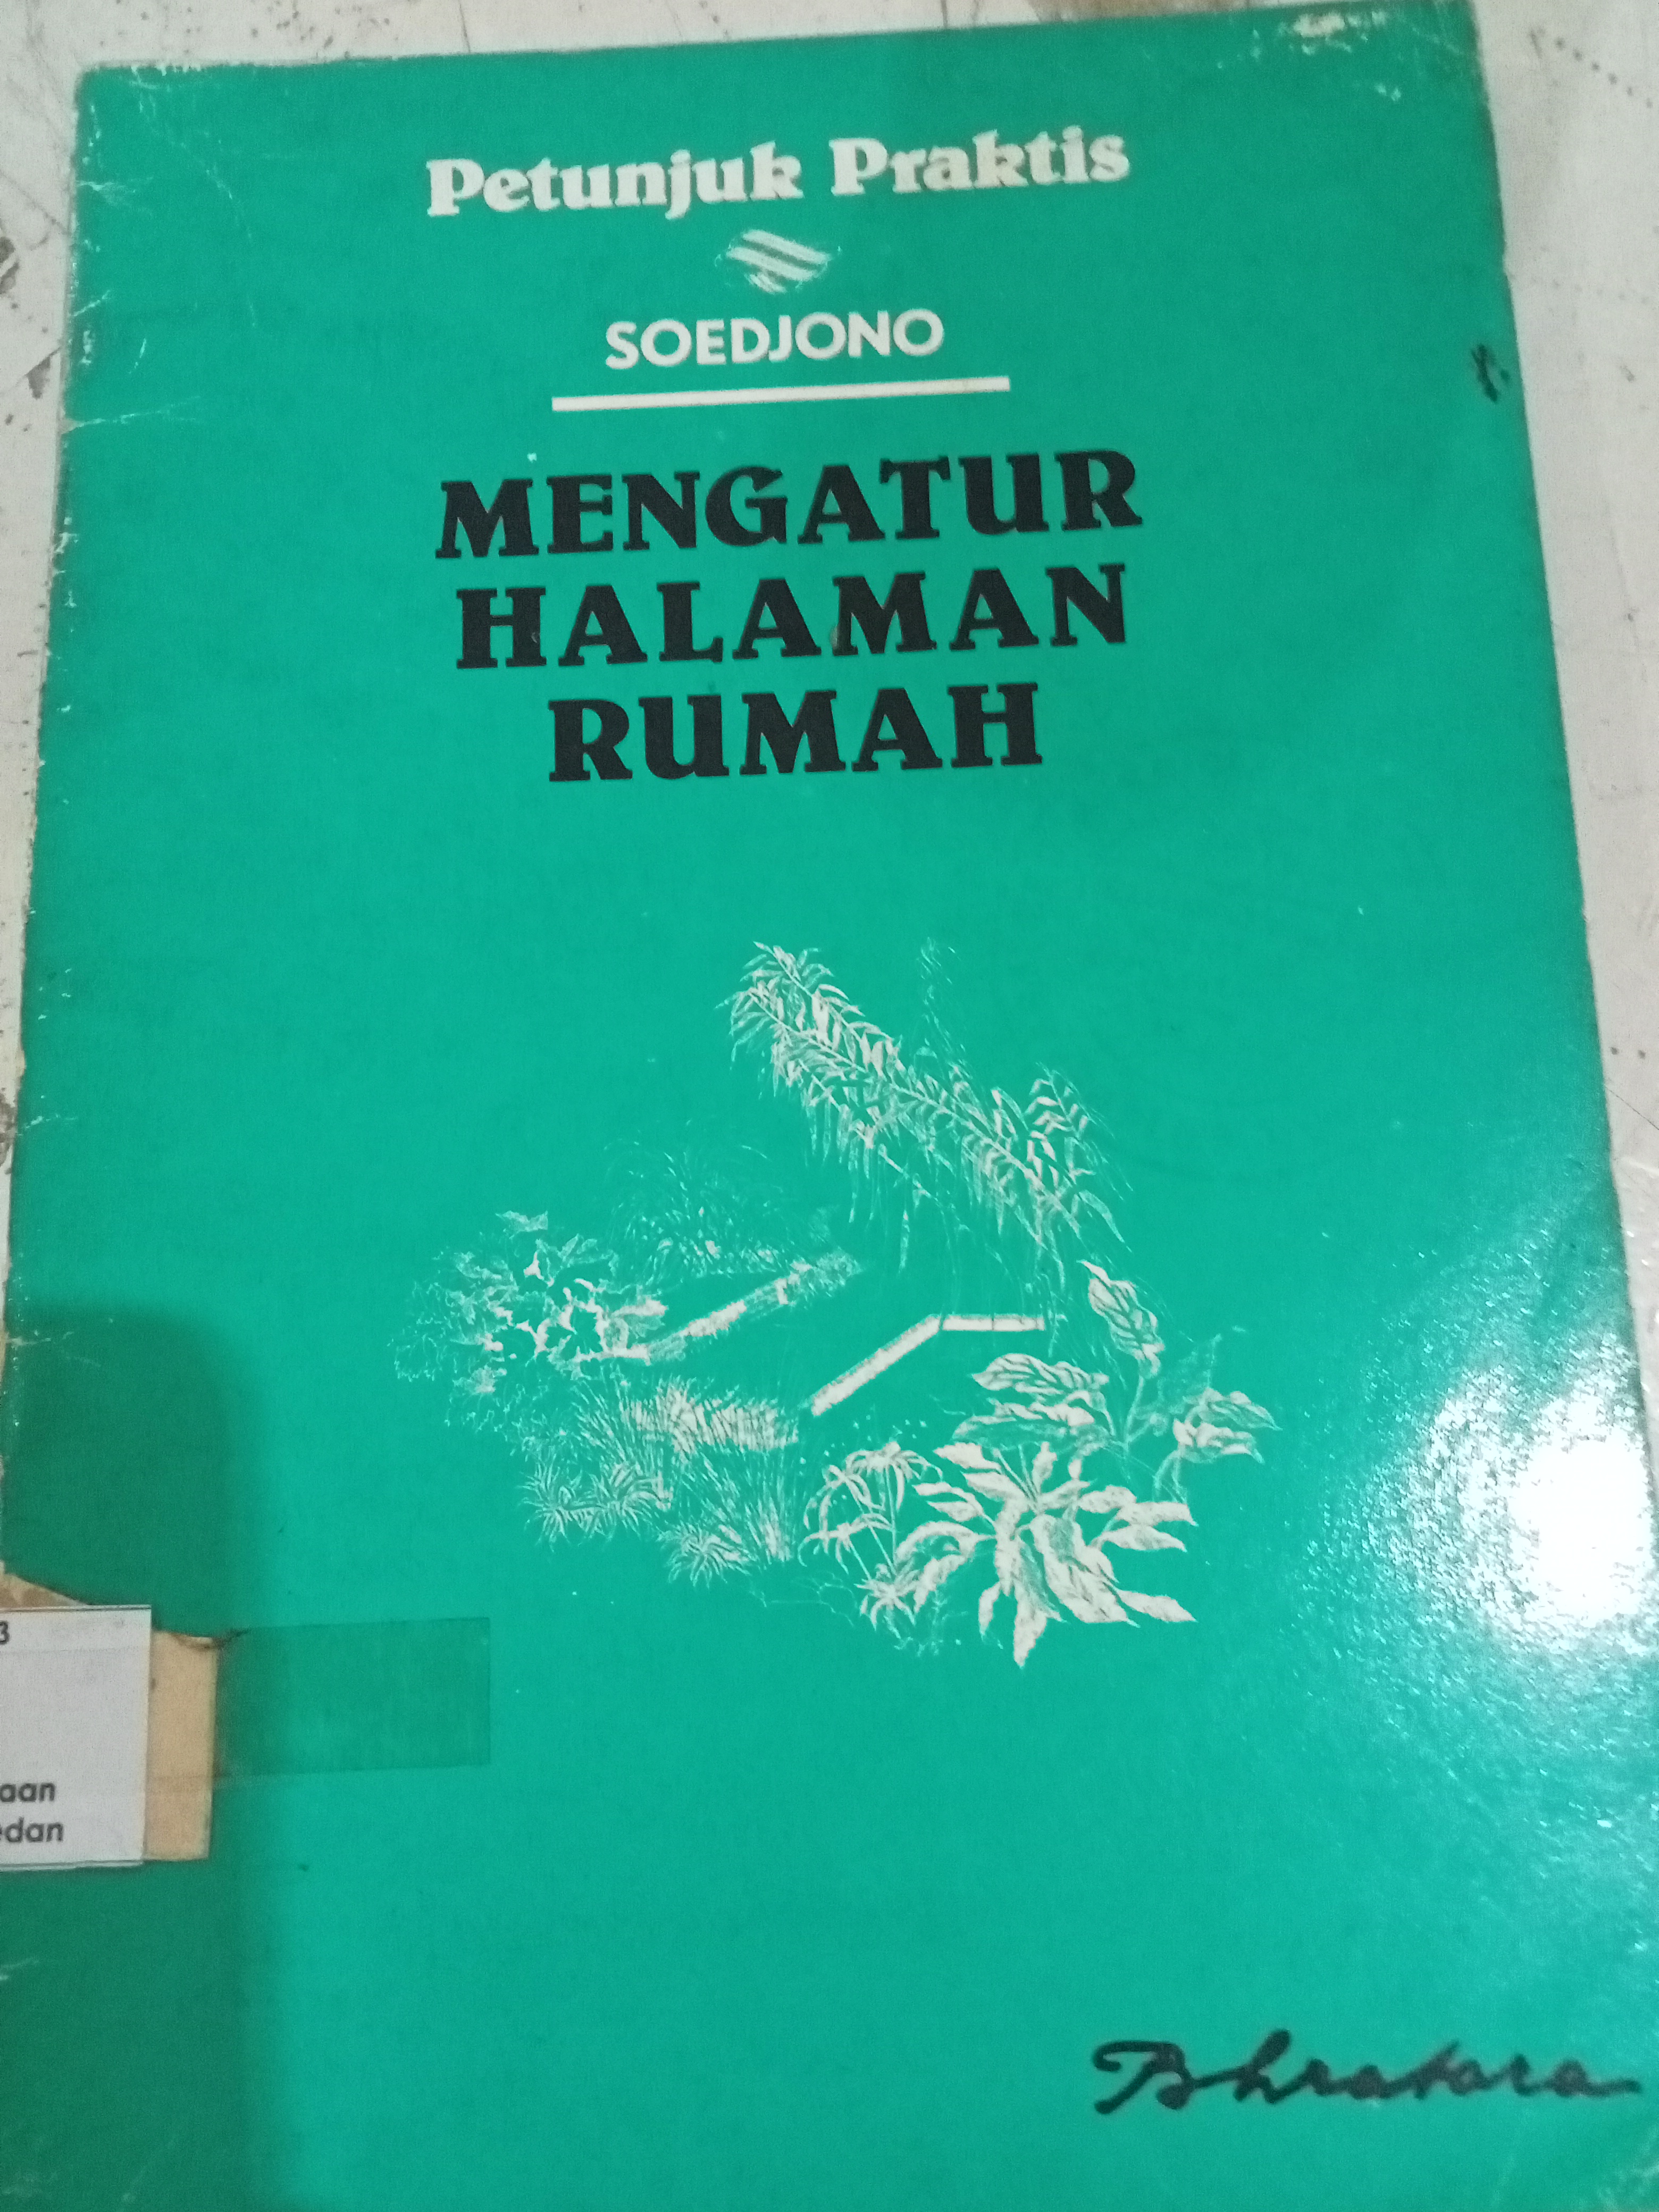 Petunjuk Praktis
SOEDJONO
MENGATUR
HALAMAN
RUMAH
3
aan
edan
Bhratara